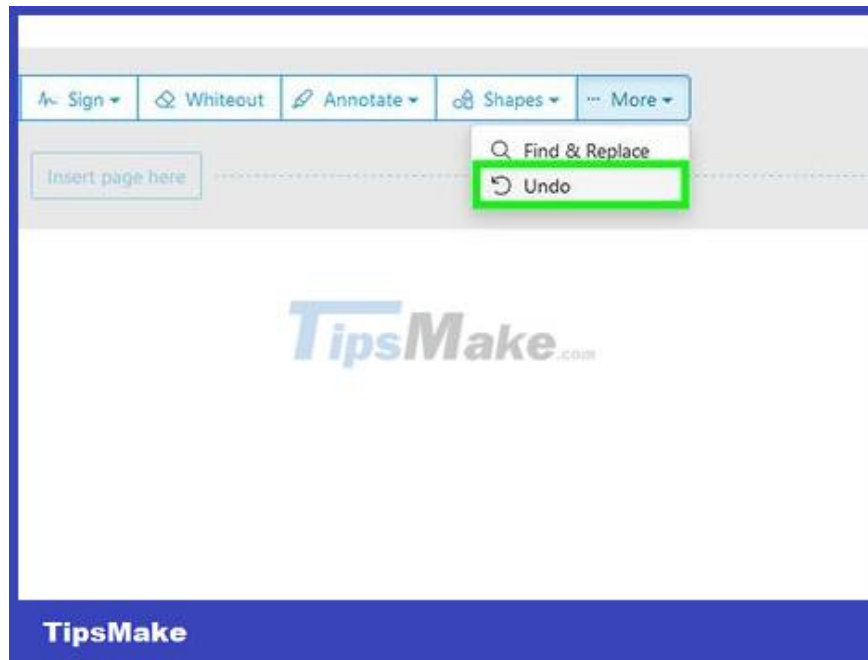 Sign Whiteout Annotate Shapes ... More
Find & Replace
Insert page here
Undo
TipsMake.com
TipsMake